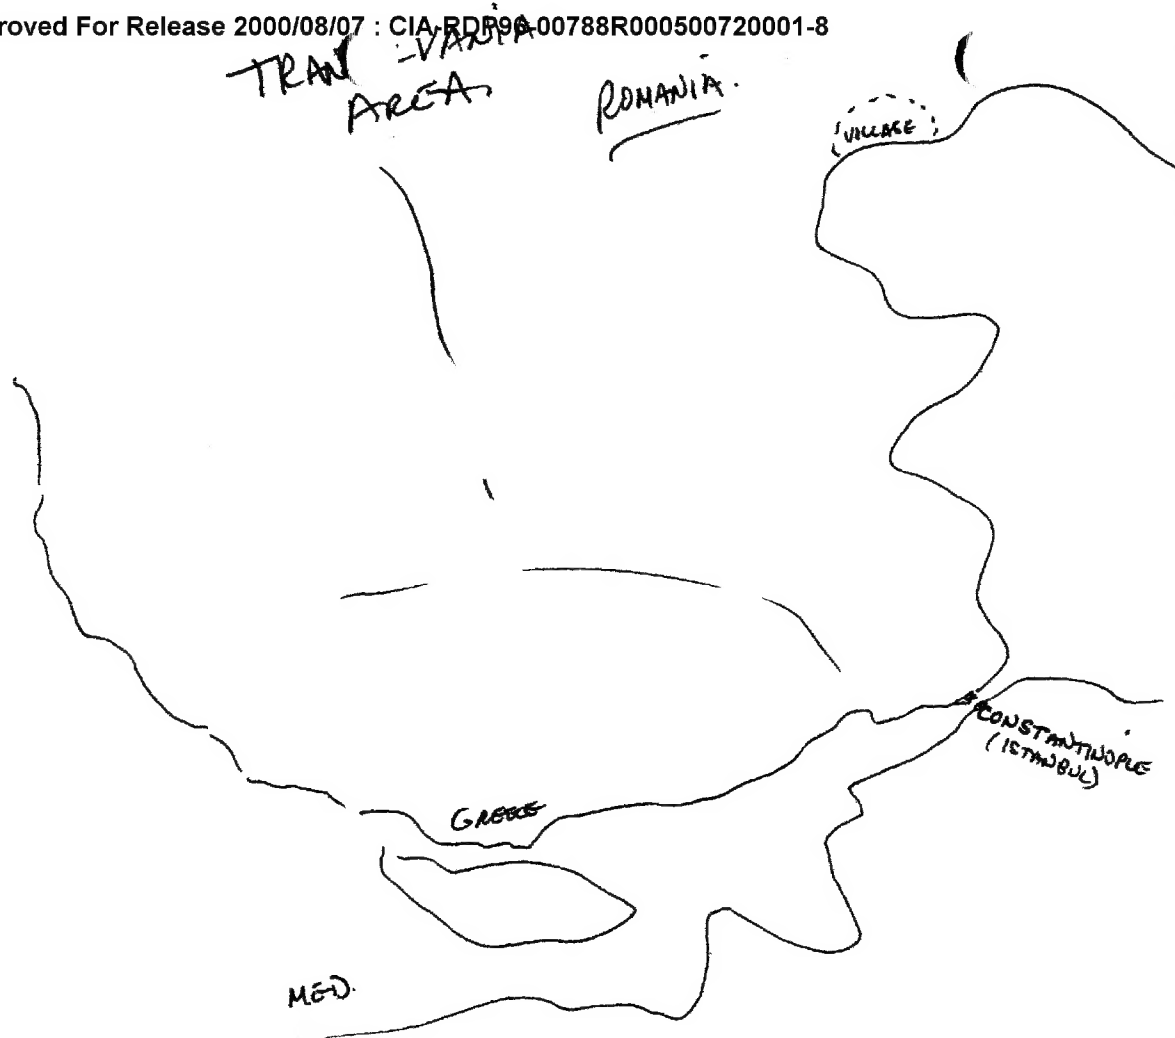 roved For Release 2000/08/07 : CIA-RDP96-00788R000500720001-8
TRAN -VANIA
AREA
ROMANIA.
VILLAGE
CONSTANTINOPLE
(ISTANBUL)
GREECE
MED.